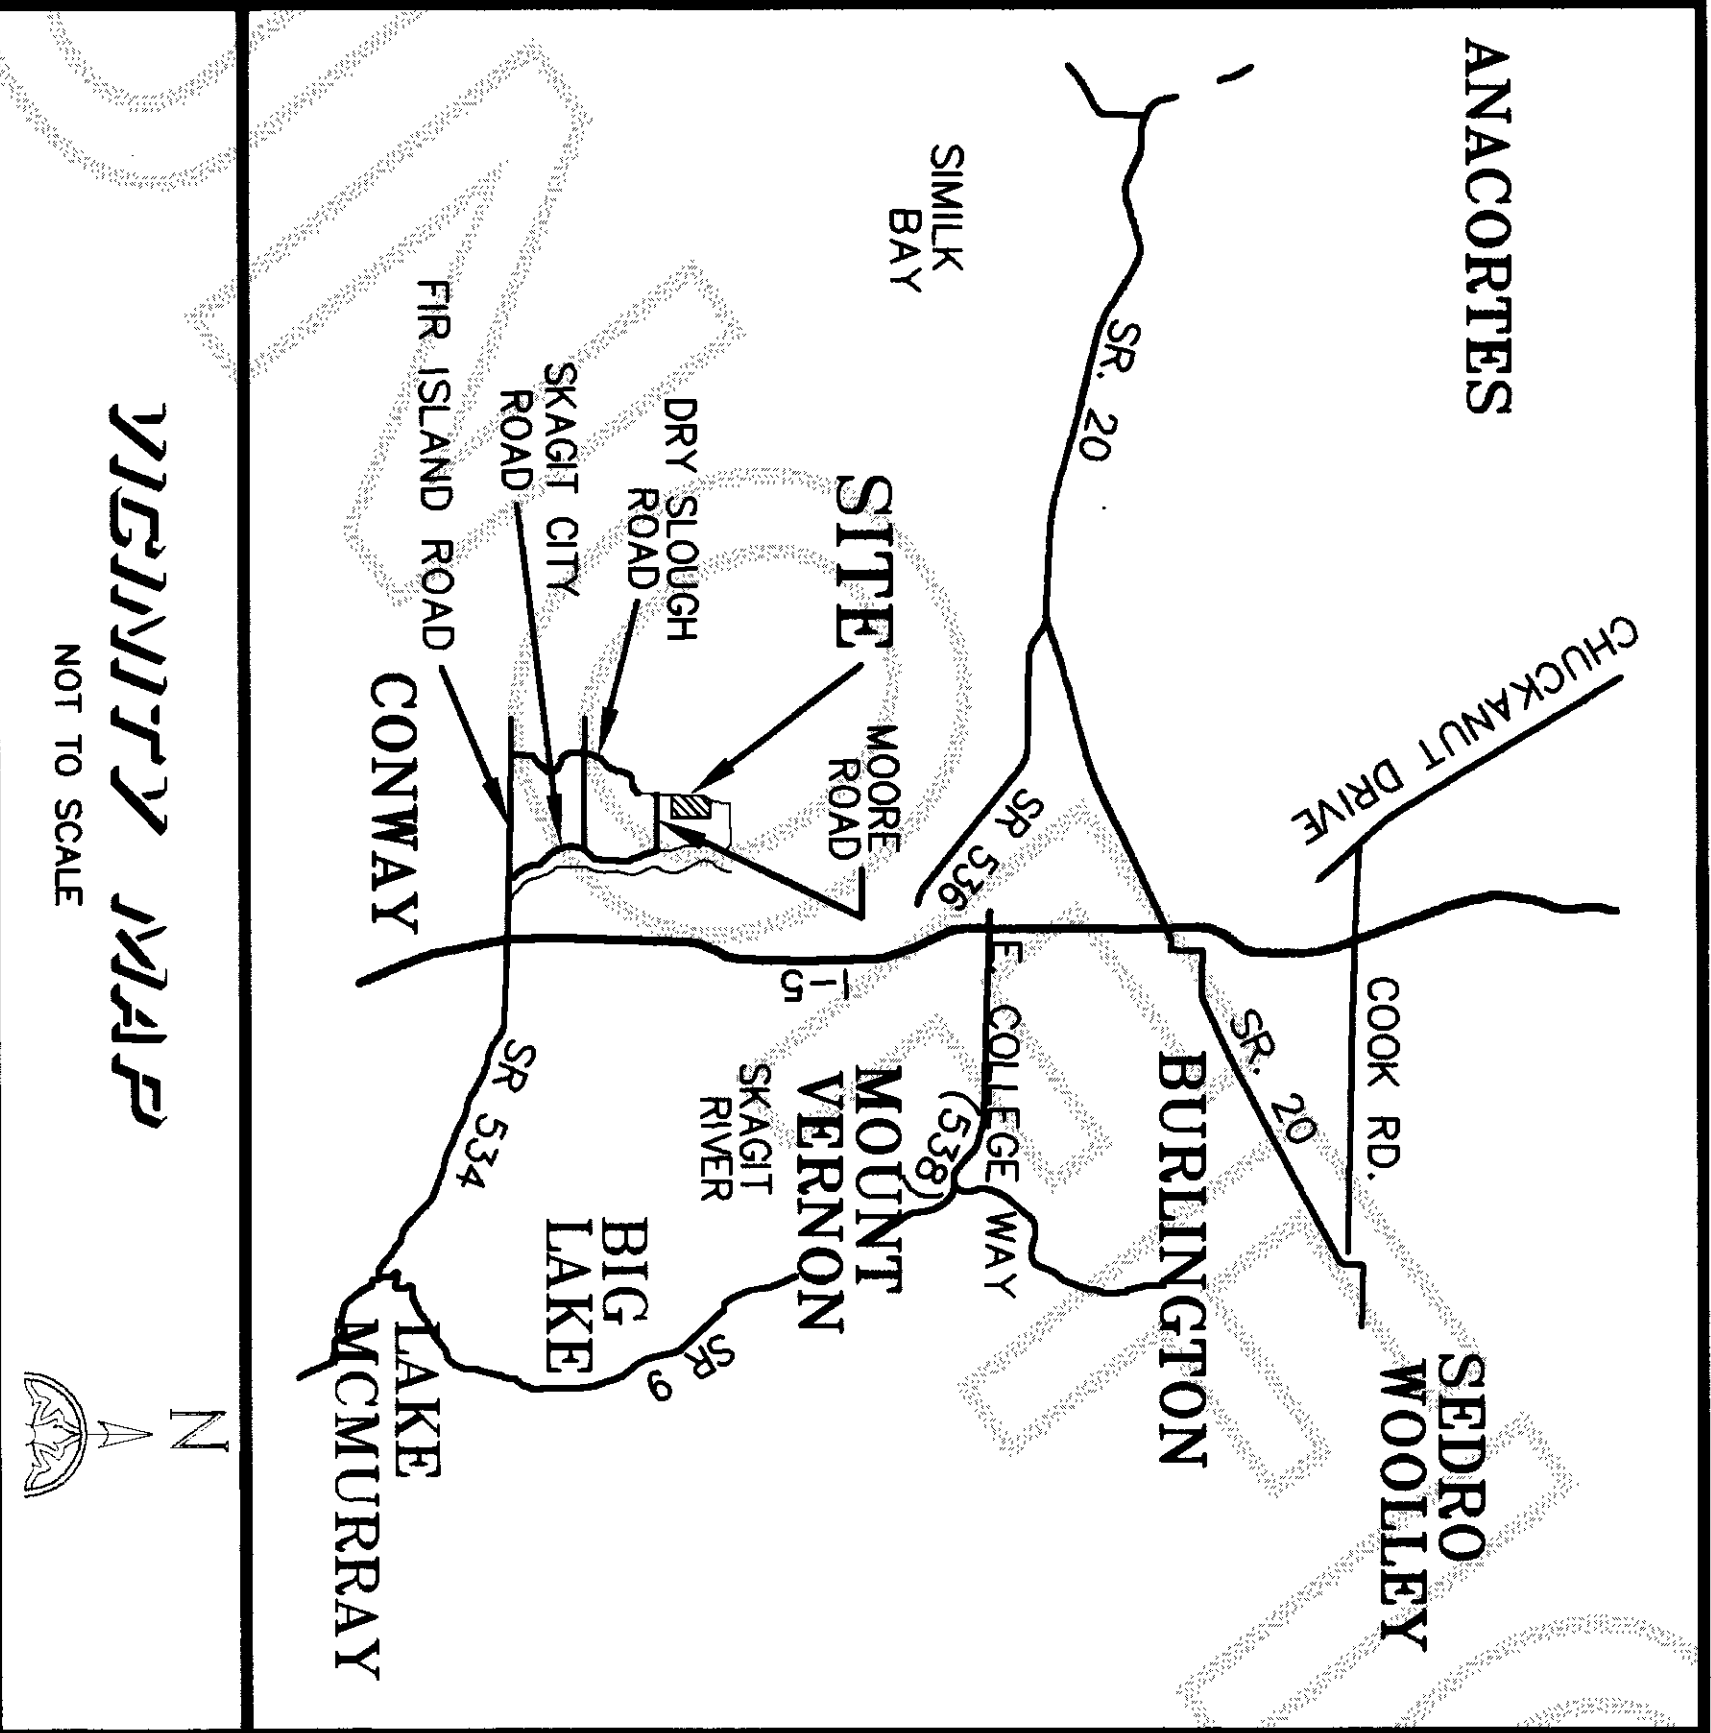 ANACORTES
CHUCKANUT DRIVE
COOK RD.
SEDRO
WOOLLEY
SR. 20
SR. 20
BURLINGTON
SIMILK
BAY
SR 536
E. COLLEGE WAY
(538)
SITE
MOORE
ROAD
I-5
MOUNT
VERNON
DRY SLOUGH
ROAD
SKAGIT
RIVER
SKAGIT CITY
ROAD
BIG
LAKE
SR 9
FIR ISLAND ROAD
CONWAY
SR 534
LAKE
MCMURRAY
VICINITY MAP
NOT TO SCALE
N